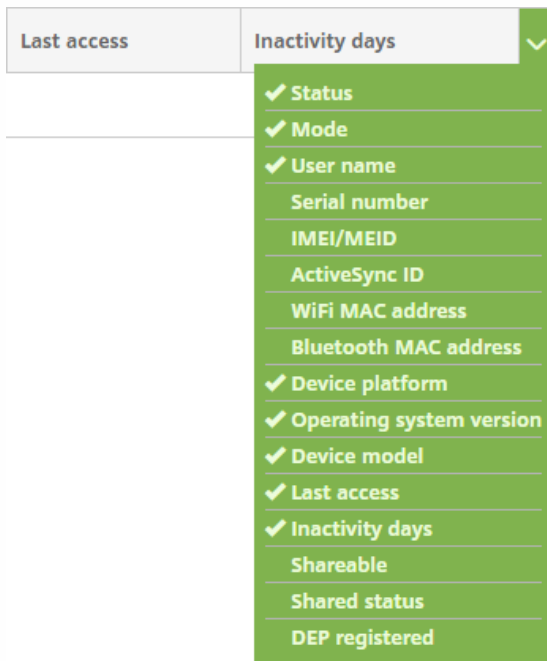 Last access Inactivity days
Status
Mode
User name
Serial number
IMEI/MEID
ActiveSync ID
WiFi MAC address
Bluetooth MAC address
Device platform
Operating system version
Device model
Last access
Inactivity days
Shareable
Shared status
DEP registered